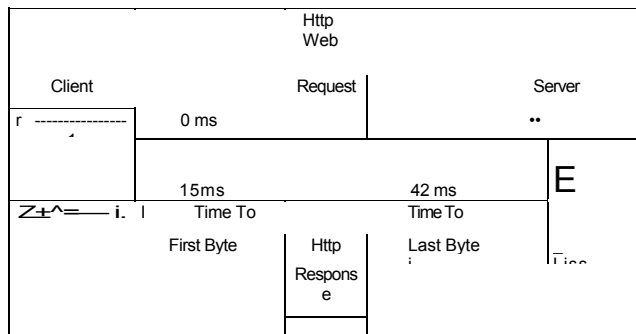 Http
Web
Client Request Server
r ---------------- 0 ms ••
15ms 42 ms E
i. l Time To Time To
First Byte Http Last Byte
Respons
e